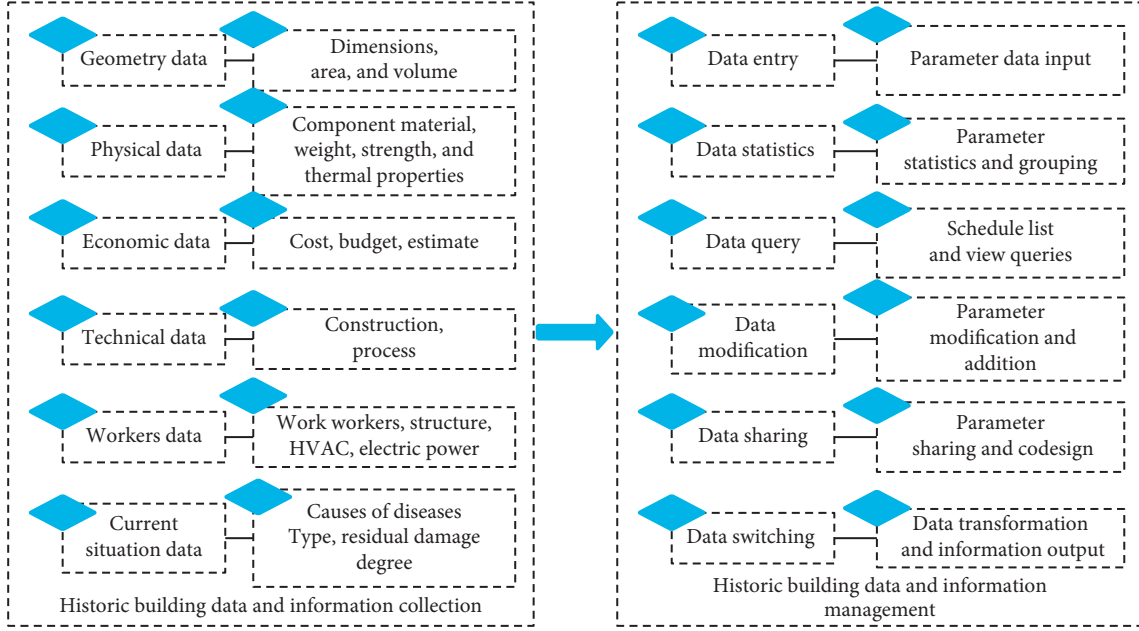 Geometry data
Dimensions,
area, and volume
Physical data
Component material,
weight, strength, and
thermal properties
Economic data
Cost, budget, estimate
Technical data
Construction,
process
Workers data
Work workers, structure,
HVAC, electric power
Current
situation data
Causes of diseases
Type, residual damage
degree
Historic building data and information collection
Data entry
Parameter data input
Data statistics
Parameter
statistics and grouping
Data query
Schedule list
and view queries
Data
modification
Parameter
modification and
addition
Data sharing
Parameter
sharing and codesign
Data switching
Data transformation
and information output
Historic building data and information
management